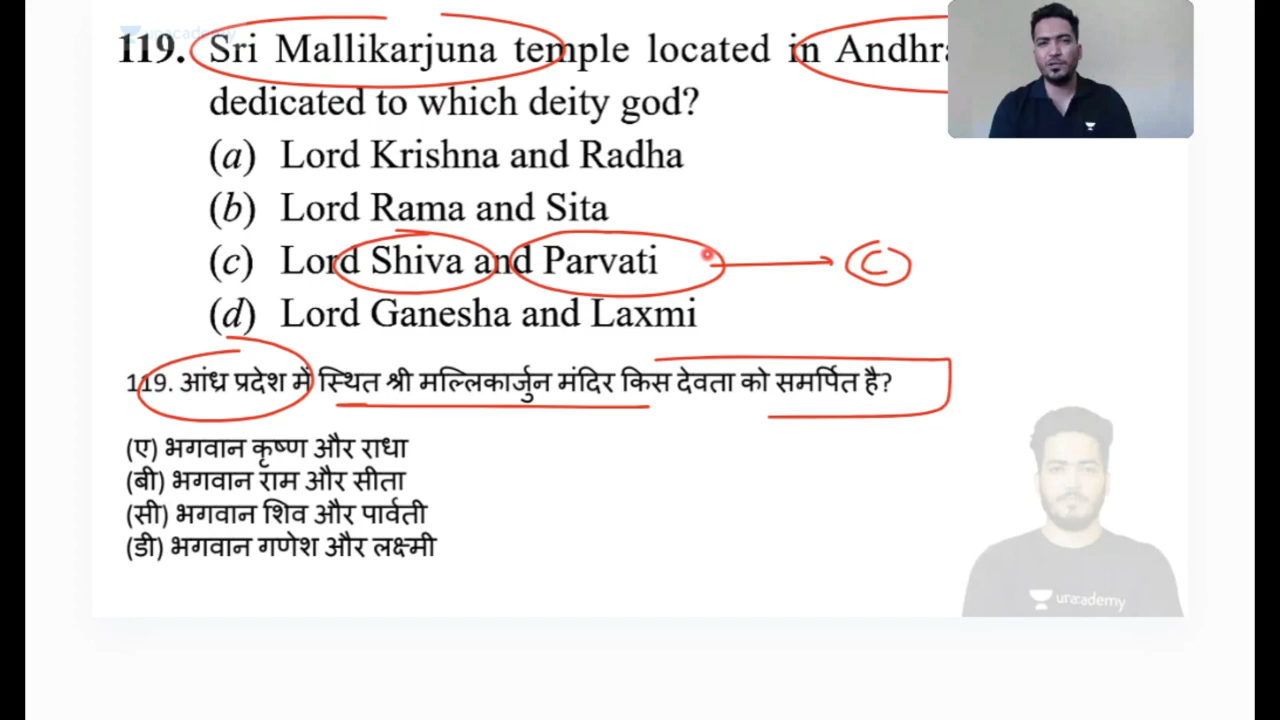 unacademy
119. Sri Mallikarjuna temple located in Andhra
dedicated to which deity god?
(a) Lord Krishna and Radha
(b) Lord Rama and Sita
(c) Lord Shiva and Parvati
C
(d) Lord Ganesha and Laxmi
119. आंध्र प्रदेश में स्थित श्री मल्लिकार्जुन मंदिर किस देवता को समर्पित है?
(ए) भगवान कृष्ण और राधा
(बी) भगवान राम और सीता
(सी) भगवान शिव और पार्वती
(डी) भगवान गणेश और लक्ष्मी
unacademy